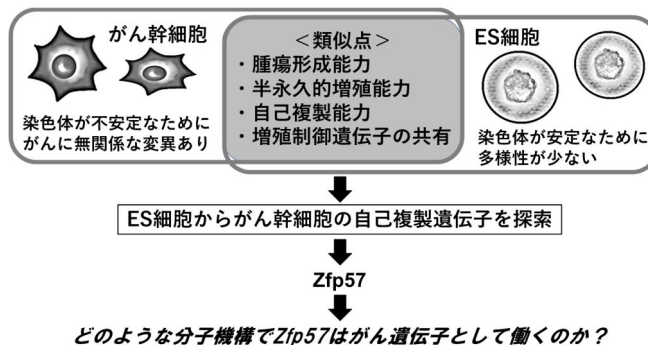 がん幹細胞
染色体が不安定なために
がんに無関係な変異あり
＜類似点＞
・腫瘍形成能力
・半永久的増殖能力
・自己複製能力
・増殖制御遺伝子の共有
ES細胞
染色体が安定なために
多様性が少ない
ES細胞からがん幹細胞の自己複製遺伝子を探索
Zfp57
どのような分子機構でZfp57はがん遺伝子として働くのか？